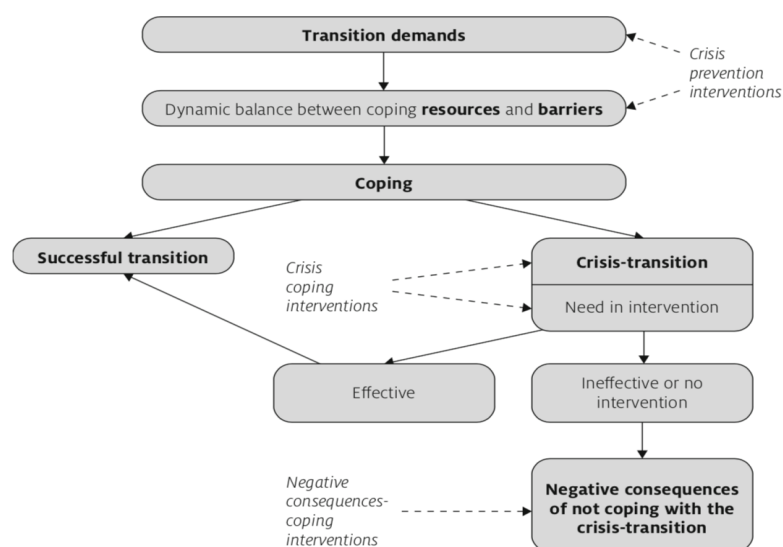 Transition demands
Crisis
prevention
interventions
Dynamic balance between coping resources and barriers
Coping
Successful transition
Crisis
coping
interventions
Crisis-transition
Need in intervention
Effective
Ineffective or no
intervention
Negative
consequences-
coping
interventions
Negative consequences
of not coping with the
crisis-transition